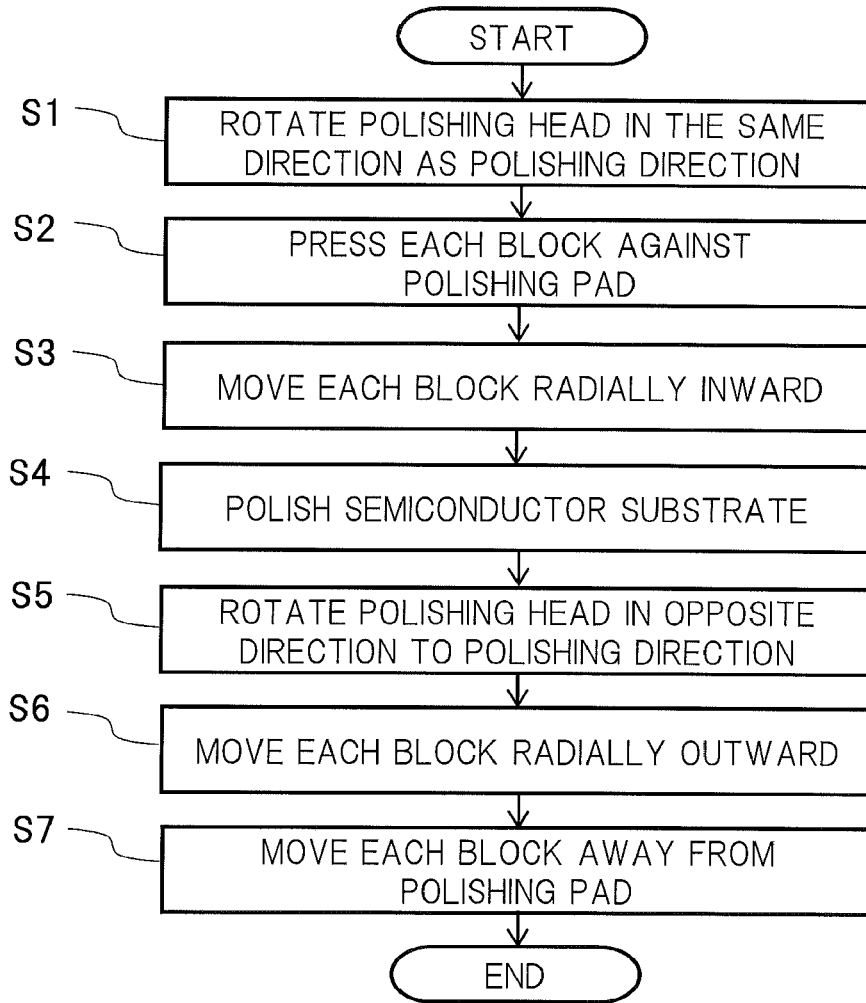 START
S1
ROTATE POLISHING HEAD IN THE SAME
DIRECTION AS POLISHING DIRECTION
S2
PRESS EACH BLOCK AGAINST
POLISHING PAD
S3
MOVE EACH BLOCK RADIALLY INWARD
S4
POLISH SEMICONDUCTOR SUBSTRATE
S5
ROTATE POLISHING HEAD IN OPPOSITE
DIRECTION TO POLISHING DIRECTION
S6
MOVE EACH BLOCK RADIALLY OUTWARD
S7
MOVE EACH BLOCK AWAY FROM
POLISHING PAD
END